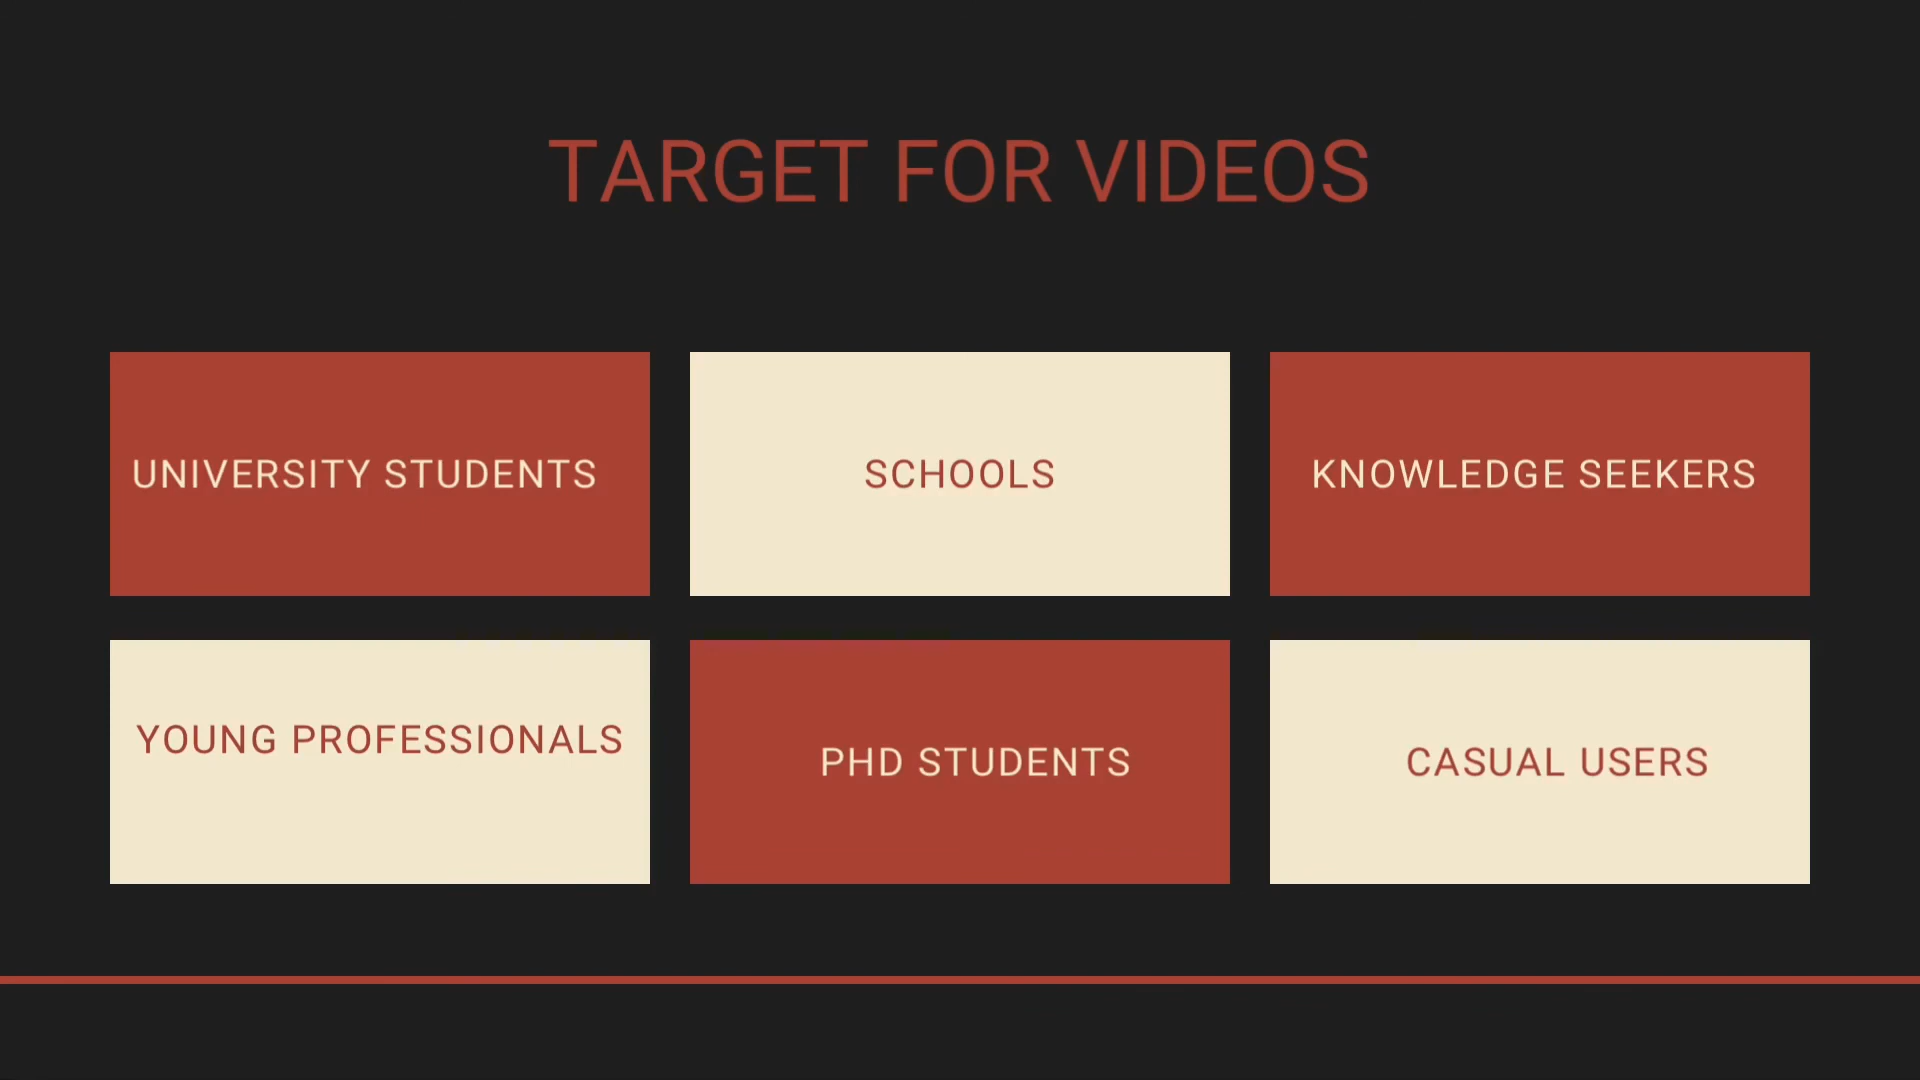 TARGET FOR VIDEOS
UNIVERSITY STUDENTS
SCHOOLS
KNOWLEDGE SEEKERS
YOUNG PROFESSIONALS
PHD STUDENTS
CASUAL USERS